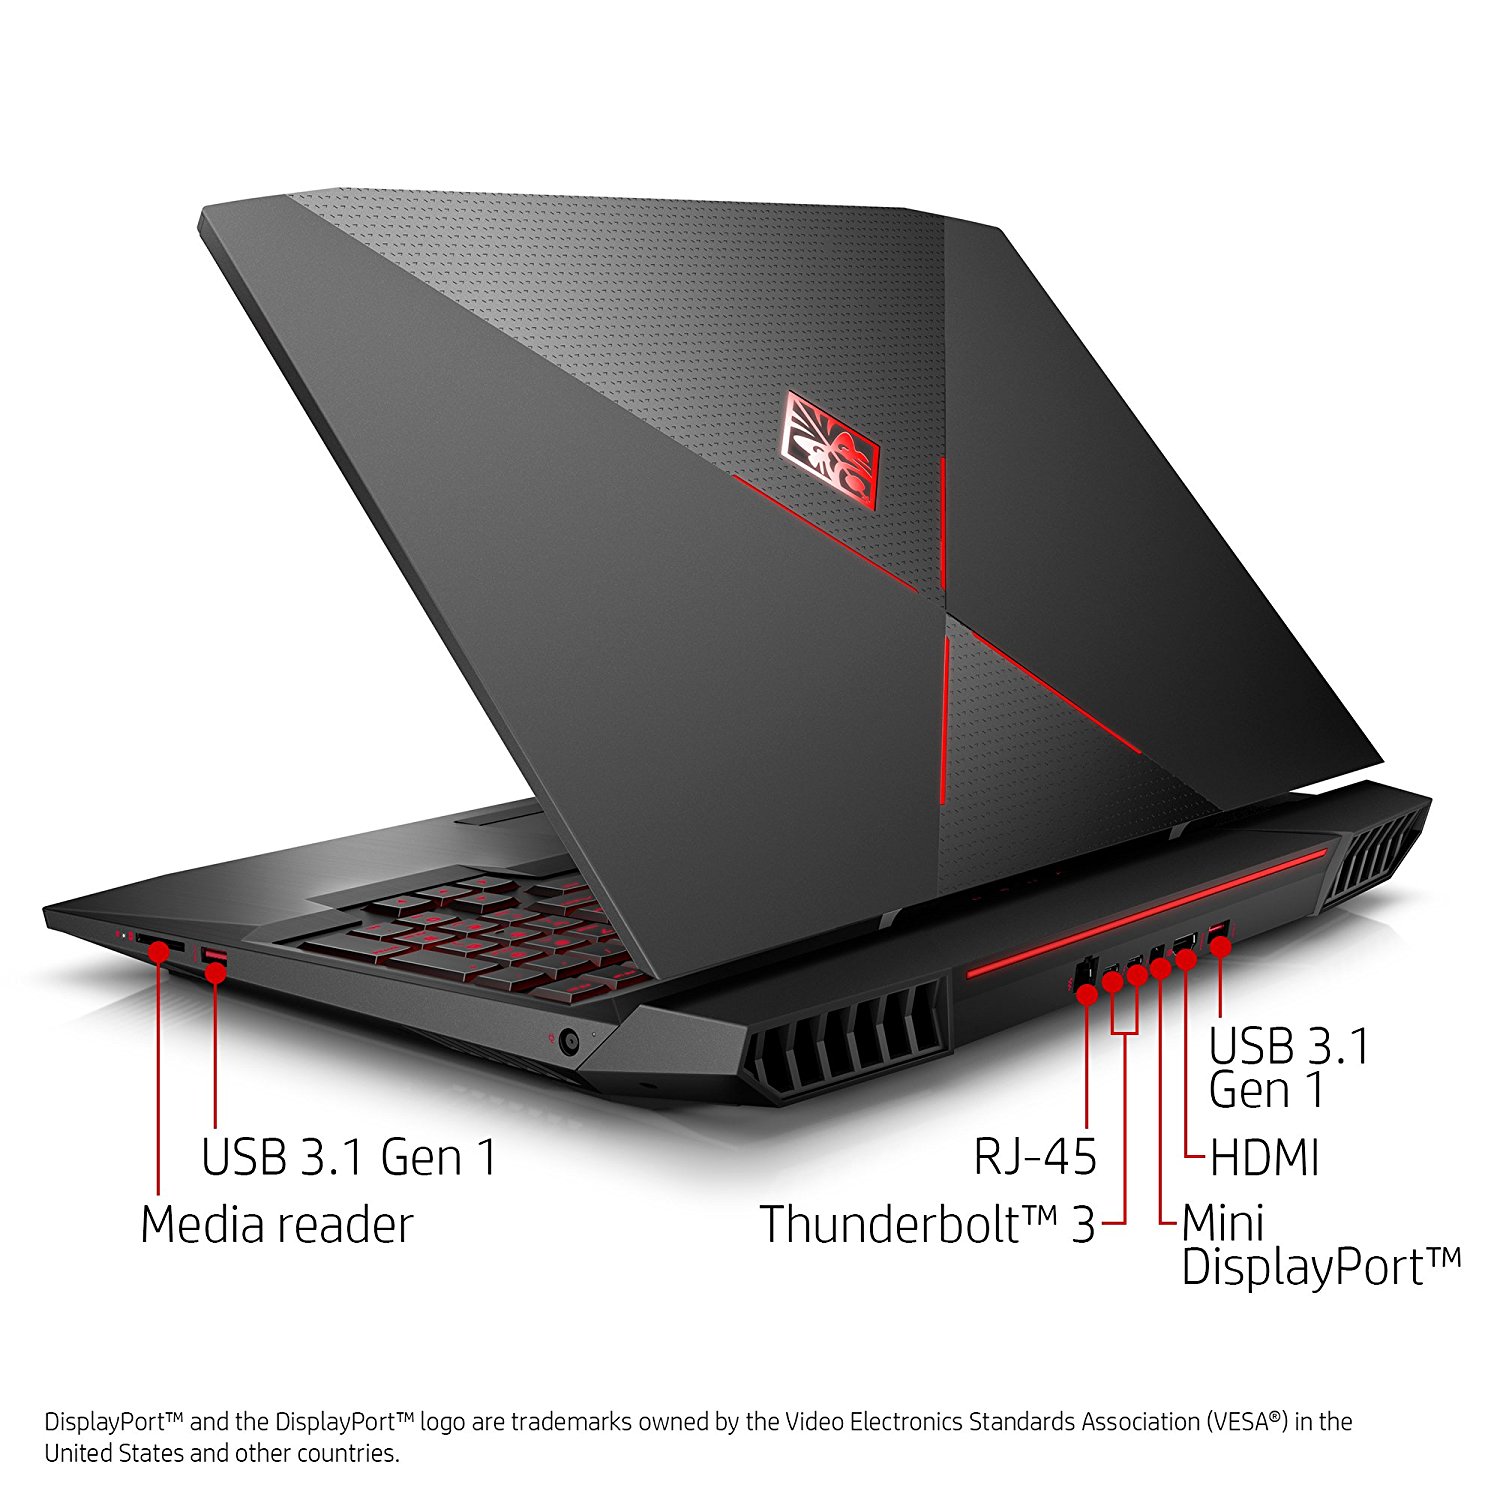 USB 3.1
Gen 1
USB 3.1 Gen 1
RJ-45
HDMI
Media reader
Thunderbolt™ 3
Mini
DisplayPort™
DisplayPort™ and the DisplayPort™ logo are trademarks owned by the Video Electronics Standards Association (VESA®) in the
United States and other countries.